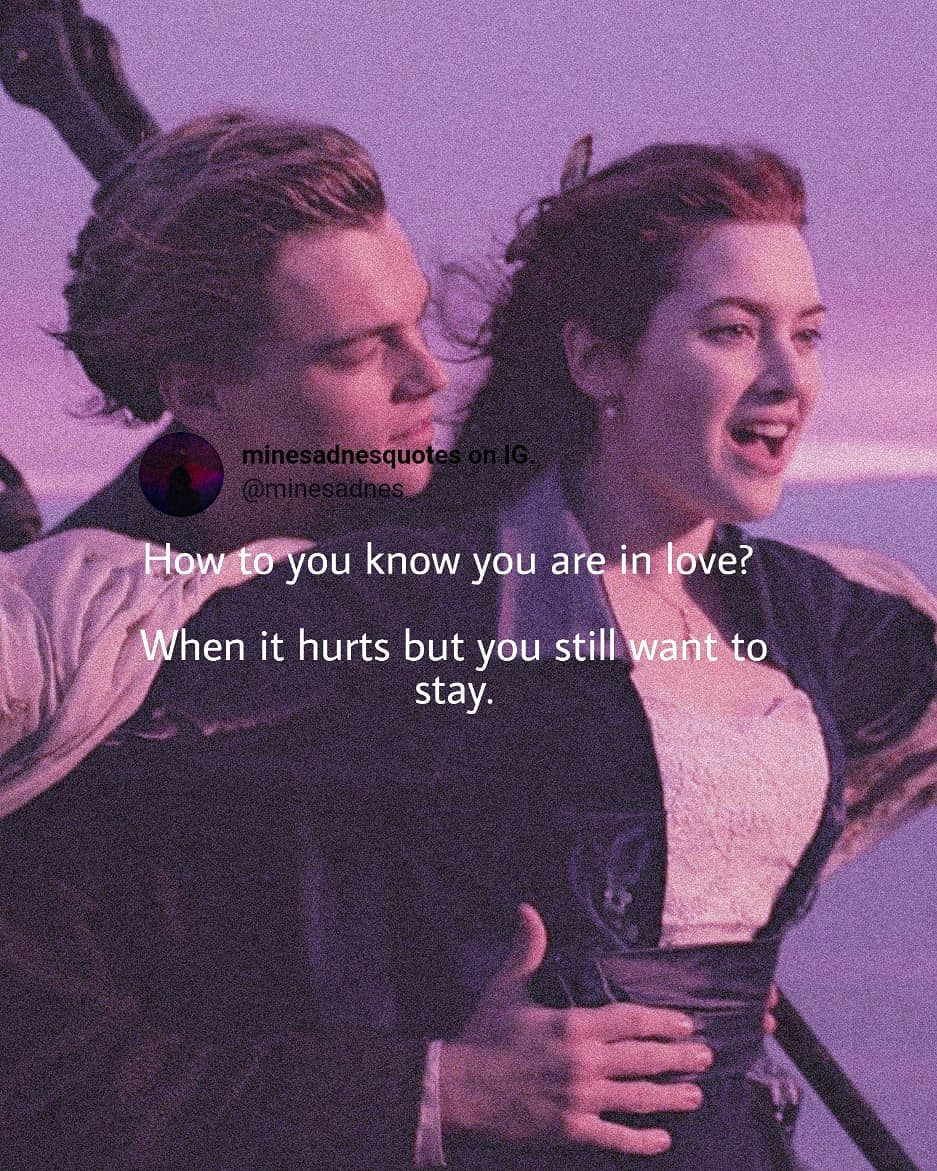 minesadnesquotes on IG.
@minesadnes
How to you know you are in love?
When it hurts but you still want to
stay.